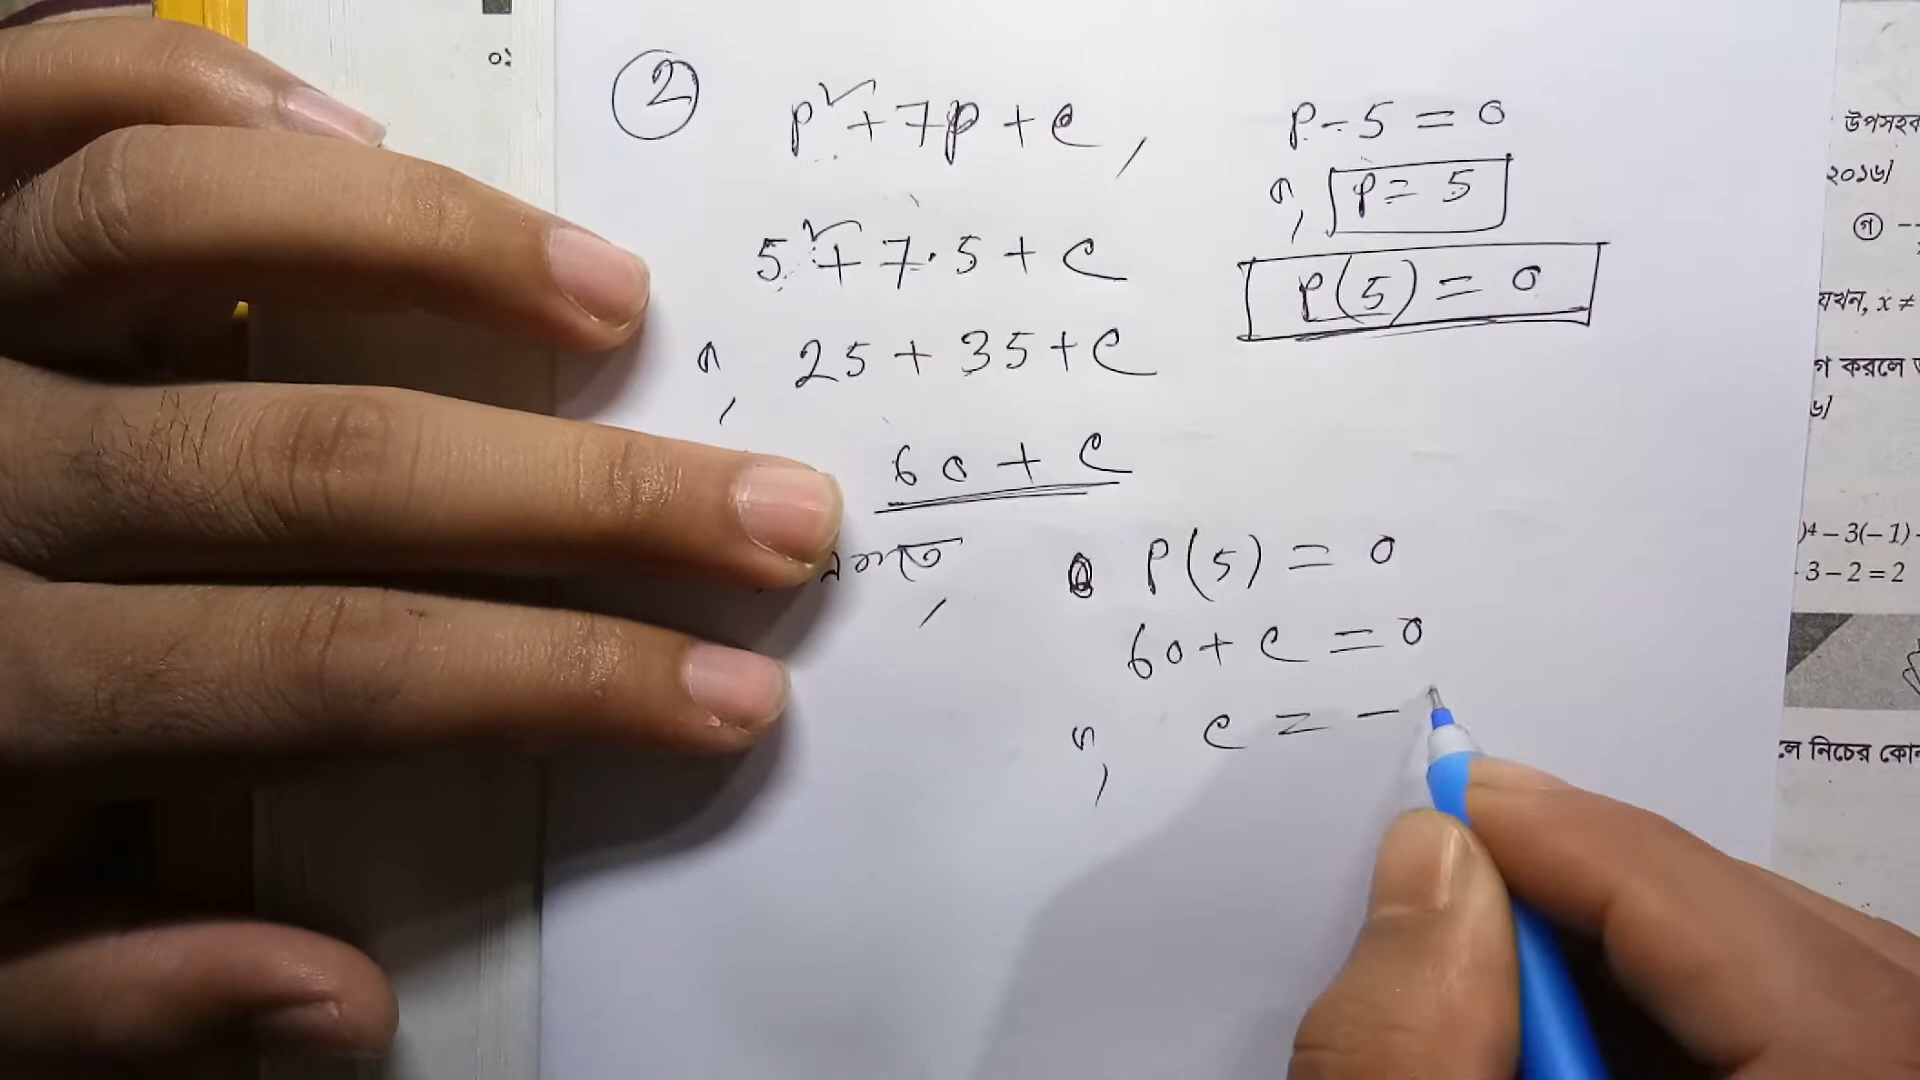 ②
p² + 7p + c,
p - 5 = 0
বা, p = 5
5² + 7·5 + c
P(5) = 0
বা, 25 + 35 + c
60 + c
P(5) = 0
60 + c = 0
বা, c = -
২০১৬]
গ
যখন, x ≠
গ করলে
৬]
)⁴ – 3(–1)
3 – 2 = 2
নিচের